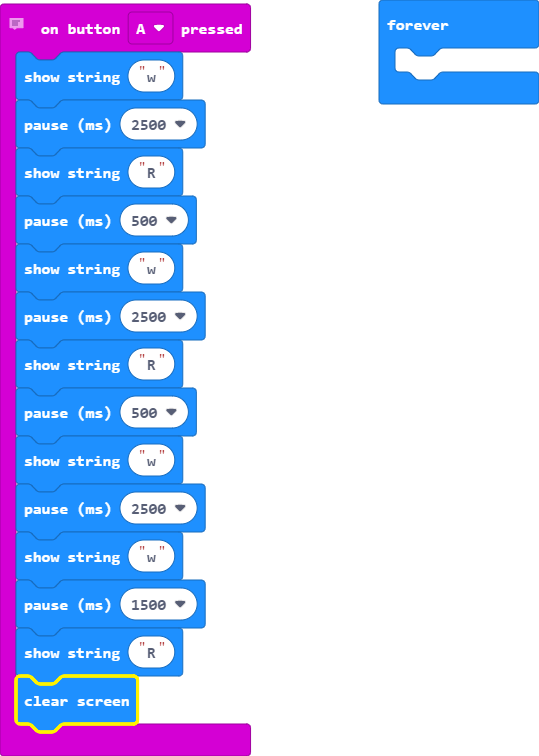 on button A pressed
forever
show string "w"
pause (ms) 2500
show string "R"
pause (ms) 500
show string "w"
pause (ms) 2500
show string "R"
pause (ms) 500
show string "w"
pause (ms) 2500
show string "w"
pause (ms) 1500
show string "R"
clear screen